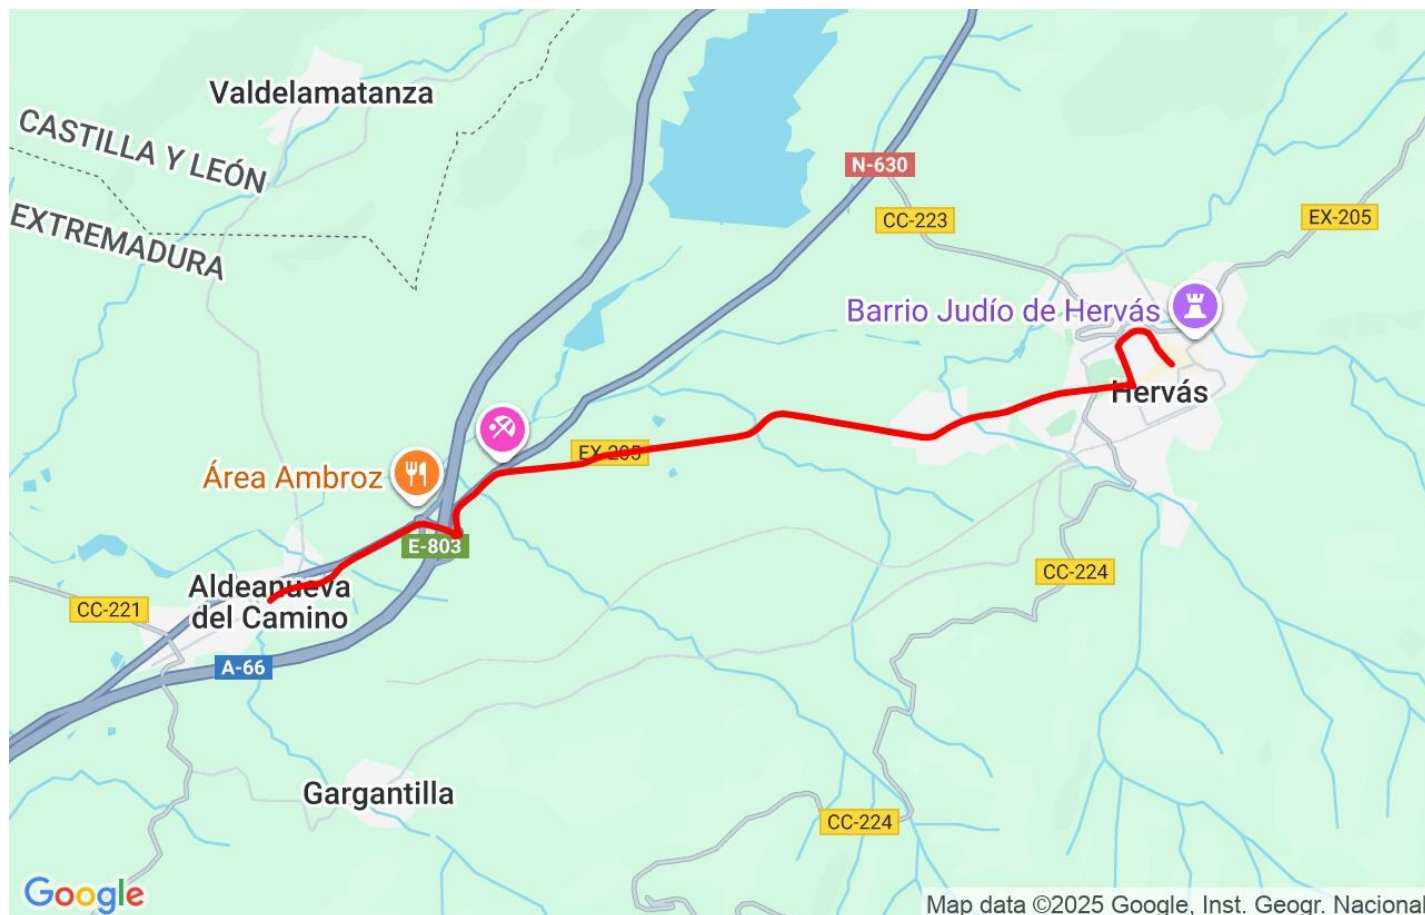 Valdelamatanza
CASTILLA Y LEÓN
EXTREMADURA
N-630
CC-223
EX-205
Barrio Judío de Hervás
Hervás
EX-205
Área Ambroz
E-803
Aldeanueva
del Camino
CC-221
A-66
CC-224
Gargantilla
CC-224
Google
Map data ©2025 Google, Inst. Geogr. Nacional